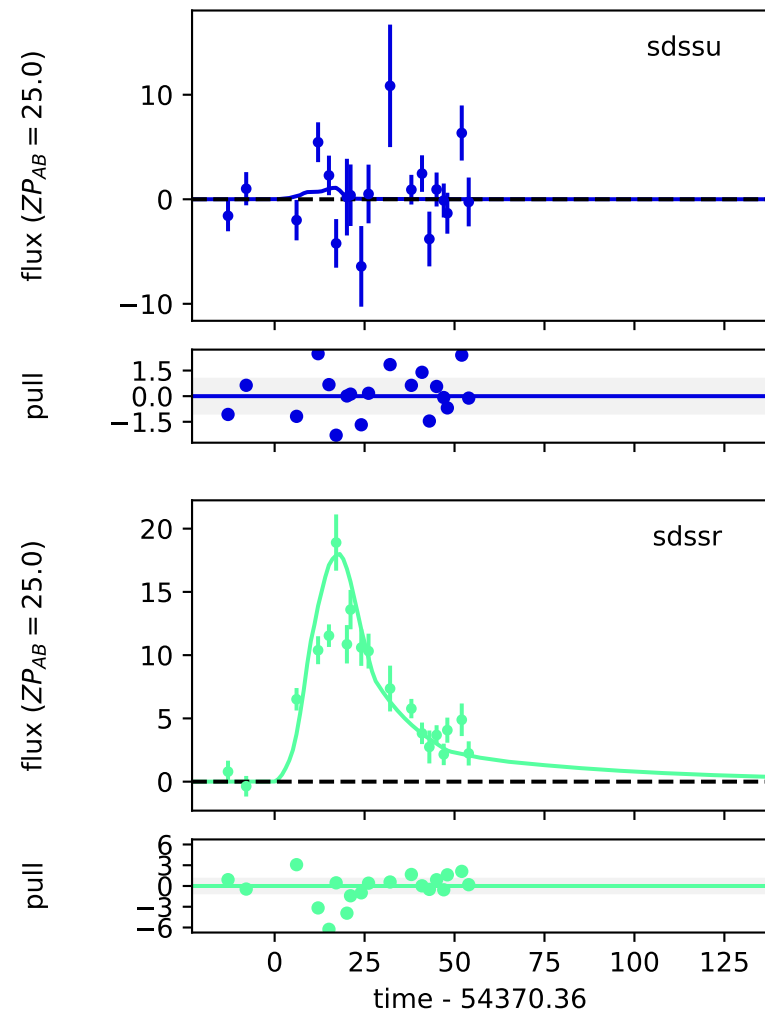 sdssu
flux (ZP_AB = 25.0)
10
0
−10
pull
1.5
0.0
−1.5
sdssr
flux (ZP_AB = 25.0)
20
15
10
5
0
pull
6
3
0
−3
−6
0 25 50 75 100 125
time - 54370.36